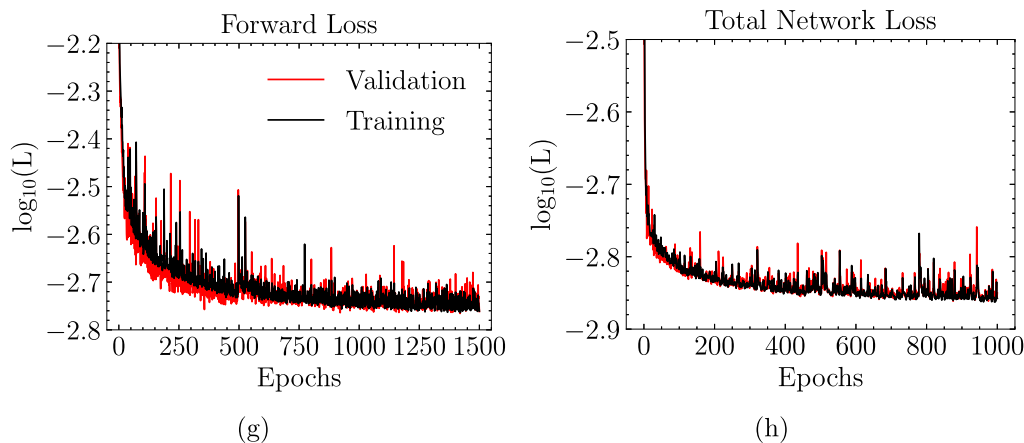 Forward Loss
−2.2
−2.3
−2.4
−2.5
−2.6
−2.7
−2.8
log10(L)
Validation
Training
0 250 500 750 1000 1250 1500
Epochs
(g)
Total Network Loss
−2.5
−2.6
−2.7
−2.8
−2.9
log10(L)
0 200 400 600 800 1000
Epochs
(h)